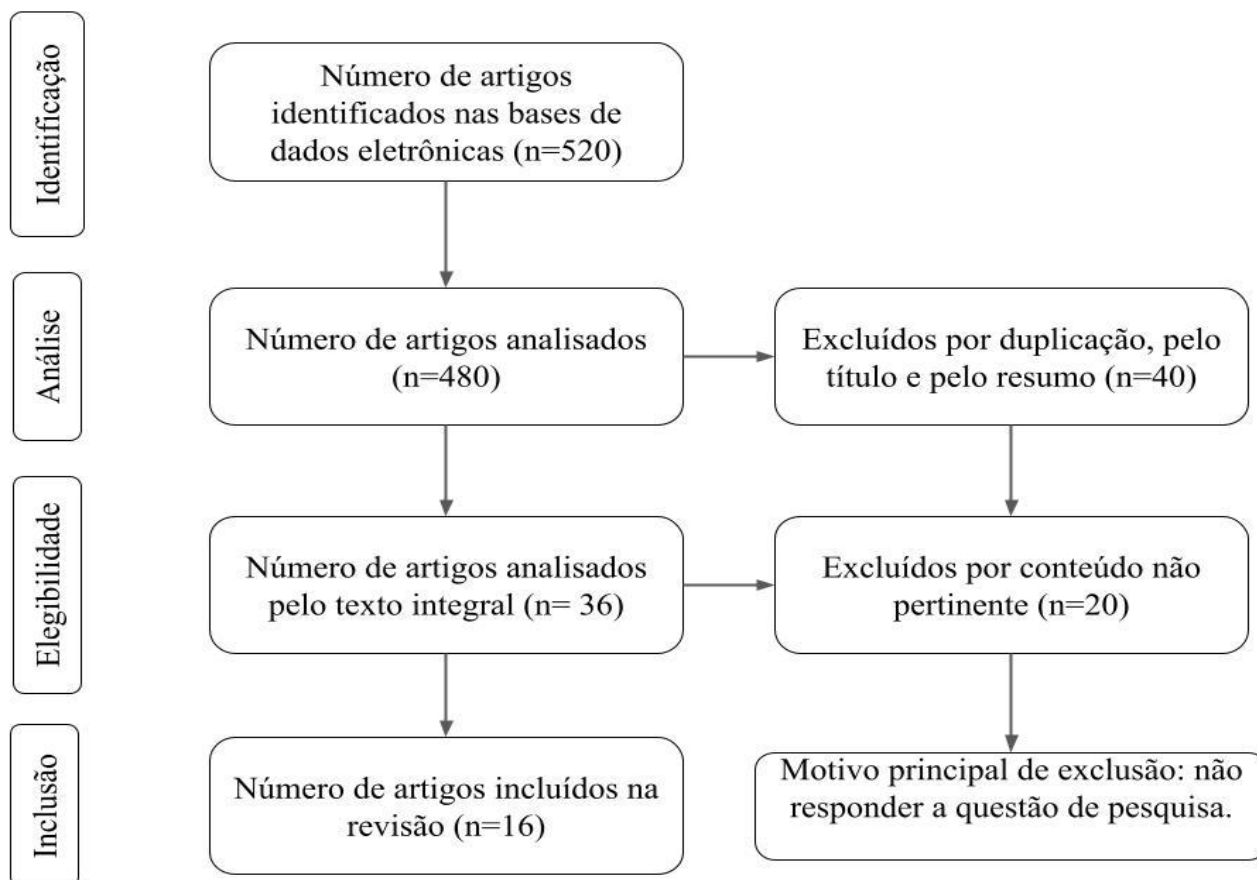 Identificação
Número de artigos
identificados nas bases de
dados eletrônicas (n=520)
Análise
Número de artigos analisados
(n=480)
Excluídos por duplicação, pelo
título e pelo resumo (n=40)
Elegibilidade
Número de artigos analisados
pelo texto integral (n= 36)
Excluídos por conteúdo não
pertinente (n=20)
Inclusão
Número de artigos incluídos na
revisão (n=16)
Motivo principal de exclusão: não
responder a questão de pesquisa.